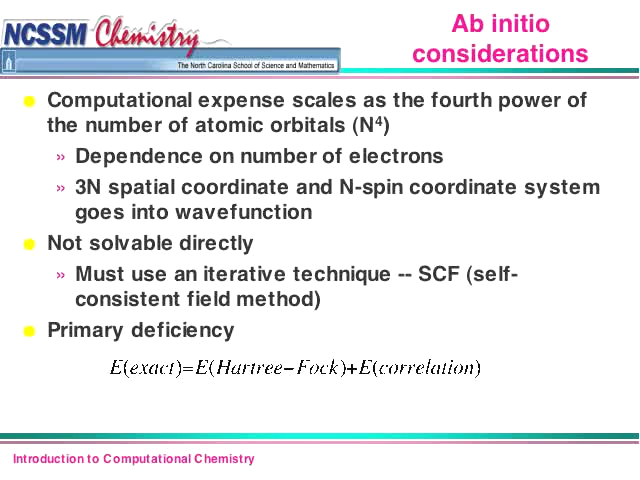 NCSSM Chemistry
The North Carolina School of Science and Mathematics
Ab initio
considerations
Computational expense scales as the fourth power of
the number of atomic orbitals (N⁴)
» Dependence on number of electrons
» 3N spatial coordinate and N-spin coordinate system
goes into wavefunction
Not solvable directly
» Must use an iterative technique -- SCF (self-
consistent field method)
Primary deficiency
E(exact)=E(Hartree−Fock)+E(correlation)
Introduction to Computational Chemistry